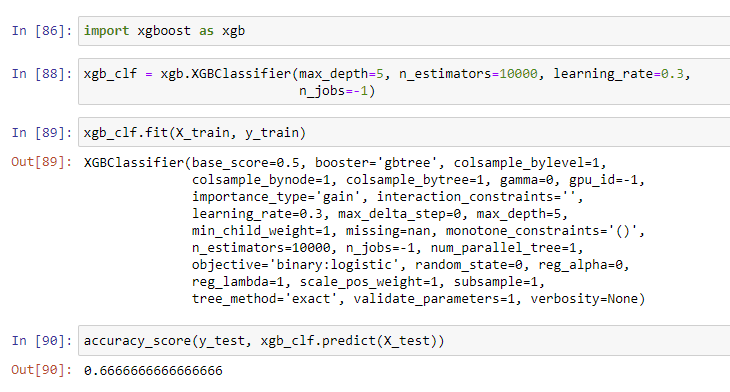 In [86]: import xgboost as xgb
In [88]: xgb_clf = xgb.XGBClassifier(max_depth=5, n_estimators=10000, learning_rate=0.3,
n_jobs=-1)
In [89]: xgb_clf.fit(X_train, y_train)
Out[89]: XGBClassifier(base_score=0.5, booster='gbtree', colsample_bylevel=1,
colsample_bynode=1, colsample_bytree=1, gamma=0, gpu_id=-1,
importance_type='gain', interaction_constraints='',
learning_rate=0.3, max_delta_step=0, max_depth=5,
min_child_weight=1, missing=nan, monotone_constraints='()',
n_estimators=10000, n_jobs=-1, num_parallel_tree=1,
objective='binary:logistic', random_state=0, reg_alpha=0,
reg_lambda=1, scale_pos_weight=1, subsample=1,
tree_method='exact', validate_parameters=1, verbosity=None)
In [90]: accuracy_score(y_test, xgb_clf.predict(X_test))
Out[90]: 0.6666666666666666